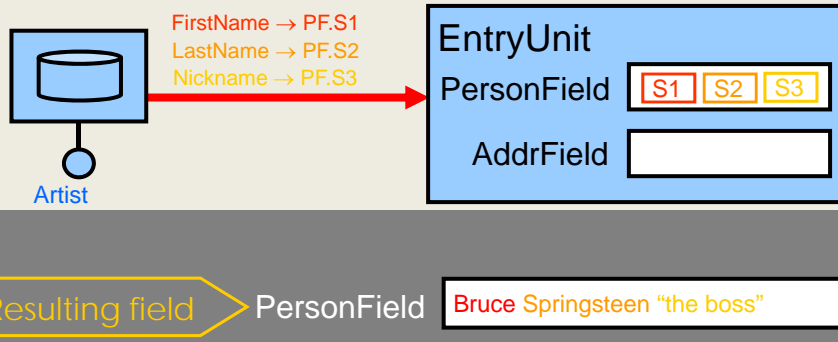 FirstName → PF.S1
LastName → PF.S2
Nickname → PF.S3
Artist
EntryUnit
PersonField S1 S2 S3
AddrField
Resulting field
PersonField Bruce Springsteen “the boss”